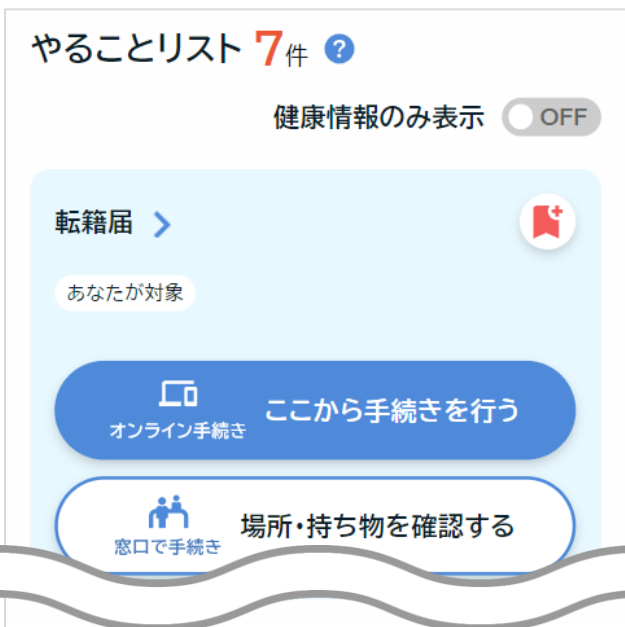 やることリスト 7件 ?
健康情報のみ表示 OFF
転籍届
あなたが対象
ここから手続きを行う
オンライン手続き
場所・持ち物を確認する
窓口で手続き